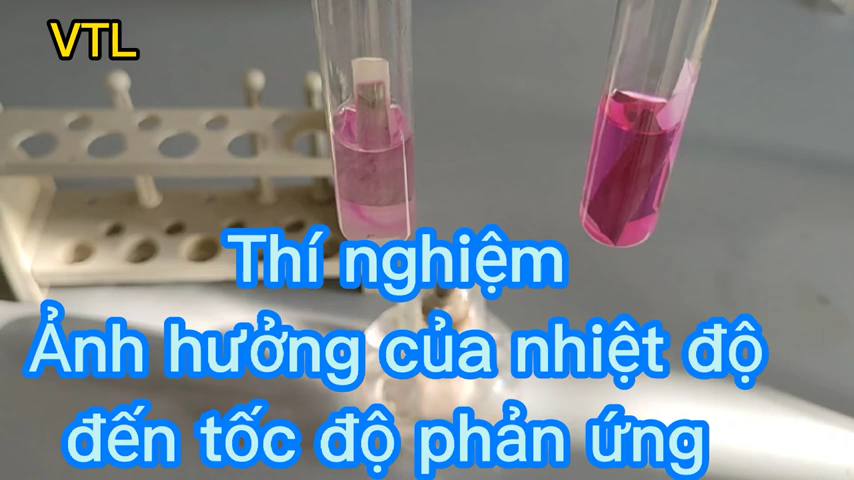 VTL
Thí nghiệm
Ảnh hưởng của nhiệt độ
đến tốc độ phản ứng